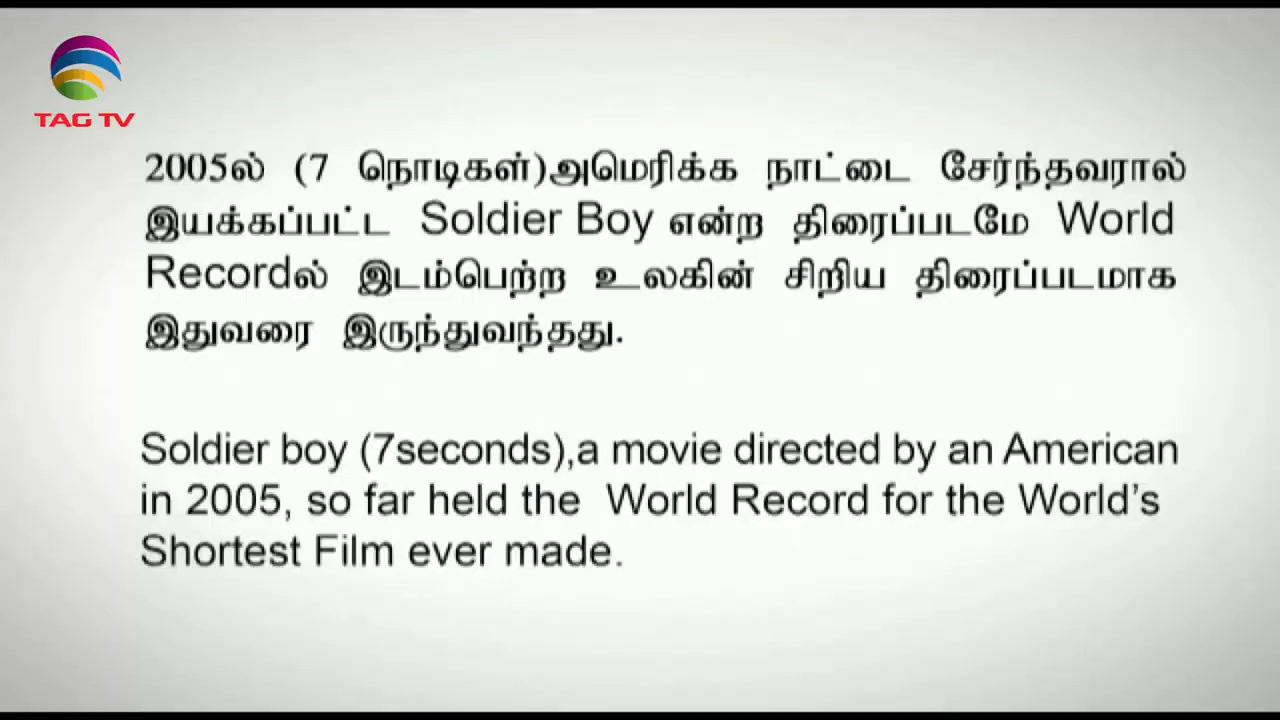 TAG TV
2005ல் (7 நொடிகள்)அமெரிக்க நாட்டை சேர்ந்தவரால்
இயக்கப்பட்ட Soldier Boy என்ற திரைப்படமே World
Recordல் இடம்பெற்ற உலகின் சிறிய திரைப்படமாக
இதுவரை இருந்துவந்தது.
Soldier boy (7seconds),a movie directed by an American
in 2005, so far held the World Record for the World's
Shortest Film ever made.